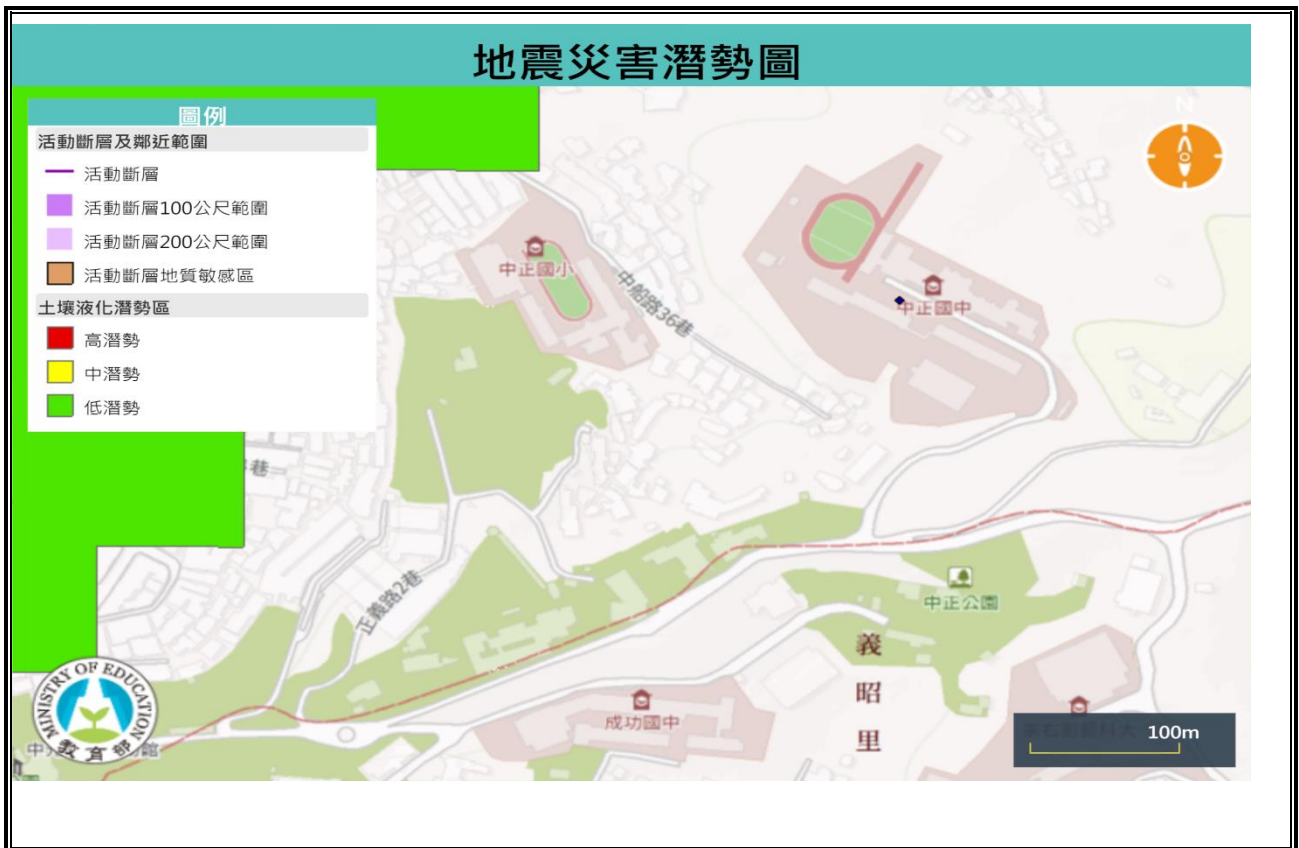 地震災害潛勢圖
圖例
活動斷層及鄰近範圍
活動斷層
活動斷層100公尺範圍
活動斷層200公尺範圍
活動斷層地質敏感區
土壤液化潛勢區
高潛勢
中潛勢
低潛勢
N
中正國小
中船路36巷
中正國中
巷
正義路2巷
中正公園
義
昭
里
成功國中
100m
MINISTRY OF EDUCATION
教育部
中
館